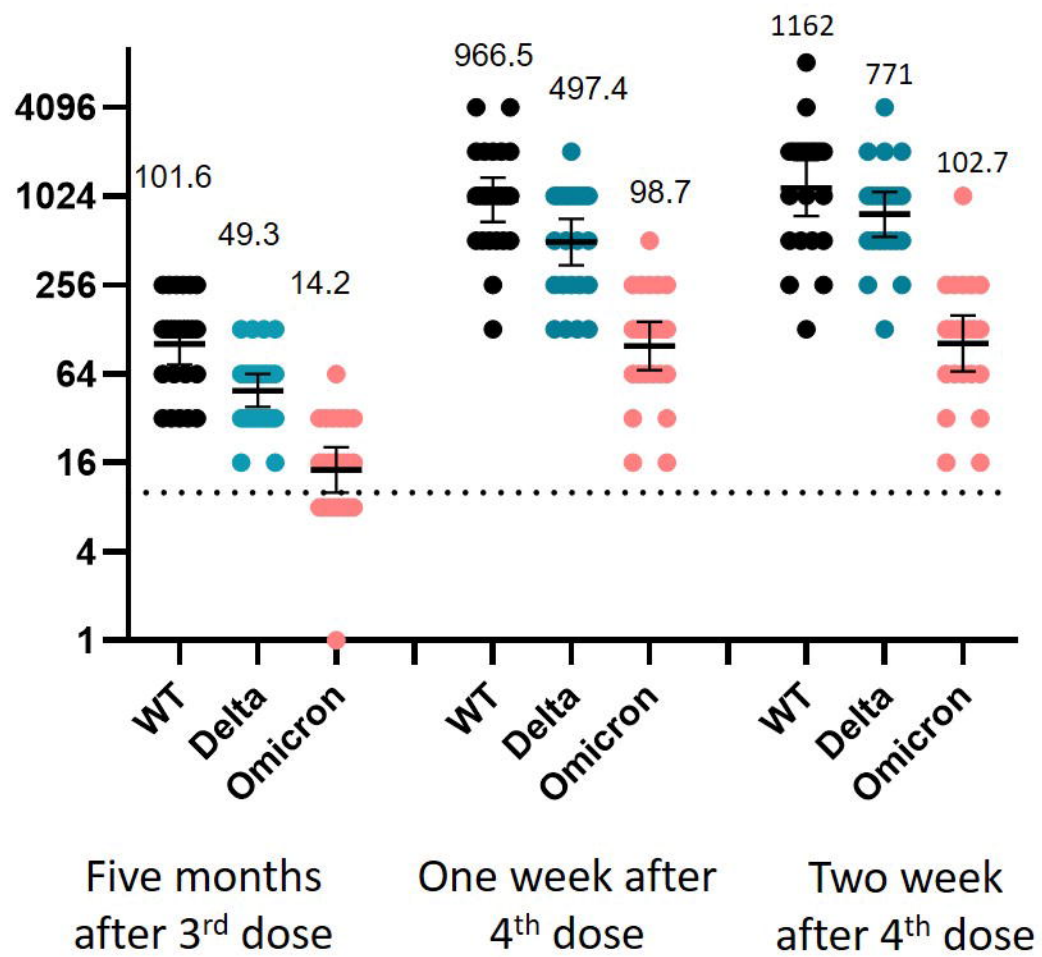 1162
966.5
771
497.4
4096
102.7
101.6
98.7
1024
49.3
14.2
256
64
16
4
1
WT
Delta
Omicron
WT
Delta
Omicron
WT
Delta
Omicron
Five months
after 3rd dose
One week after
4th dose
Two week
after 4th dose